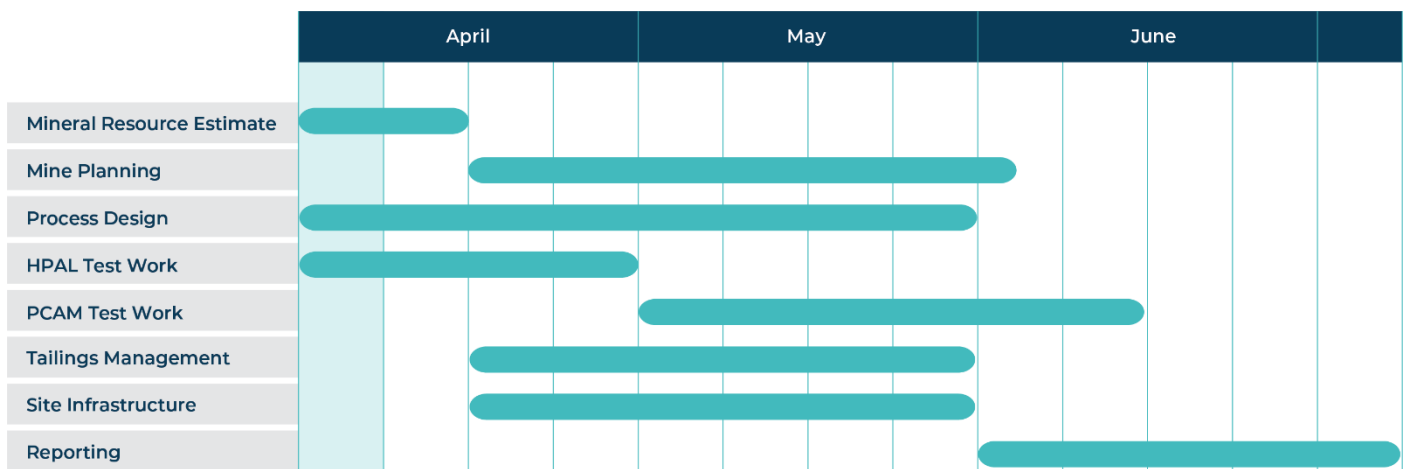 April May June
Mineral Resource Estimate
Mine Planning
Process Design
HPAL Test Work
PCAM Test Work
Tailings Management
Site Infrastructure
Reporting